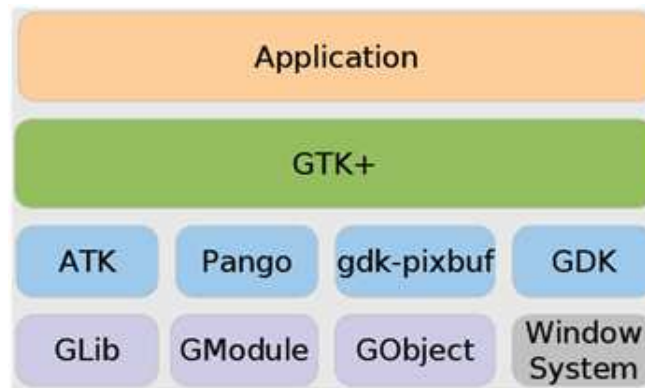 Application
GTK+
ATK Pango gdk-pixbuf GDK
GLib GModule GObject Window
System